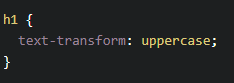 h1 {
  text-transform: uppercase;
}